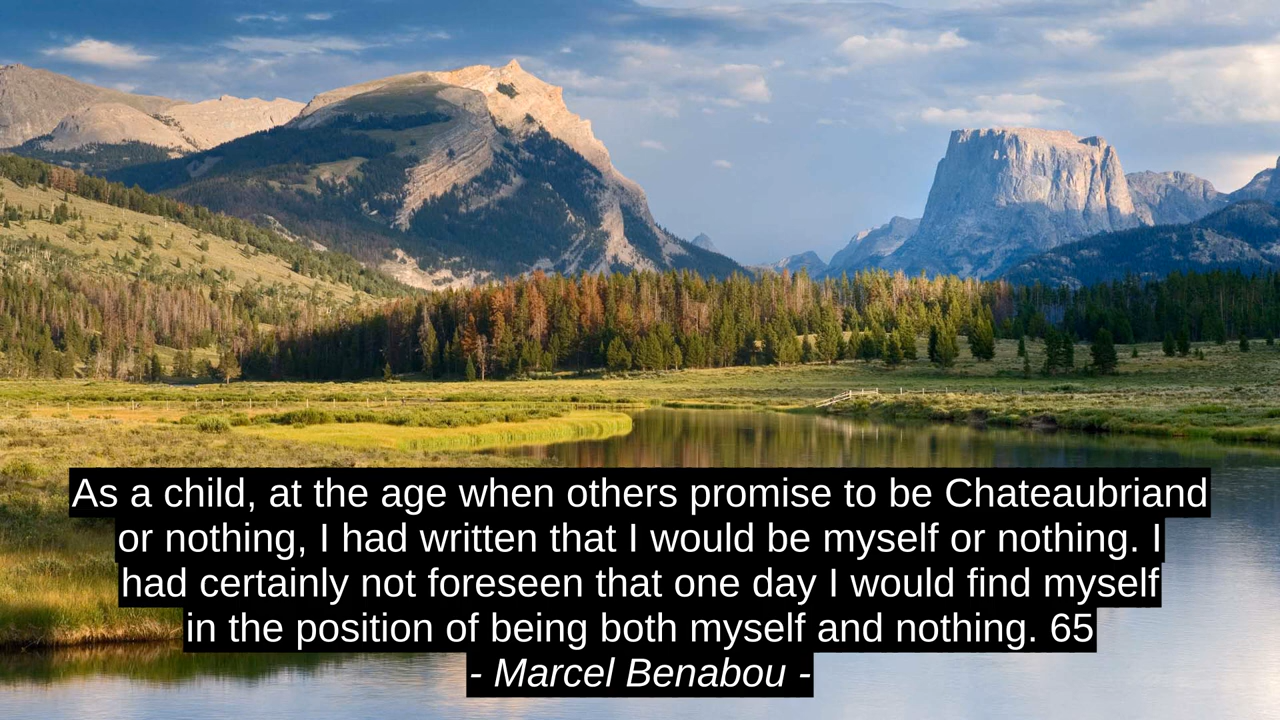 As a child, at the age when others promise to be Chateaubriand
or nothing, I had written that I would be myself or nothing. I
had certainly not foreseen that one day I would find myself
in the position of being both myself and nothing. 65
- Marcel Benabou -